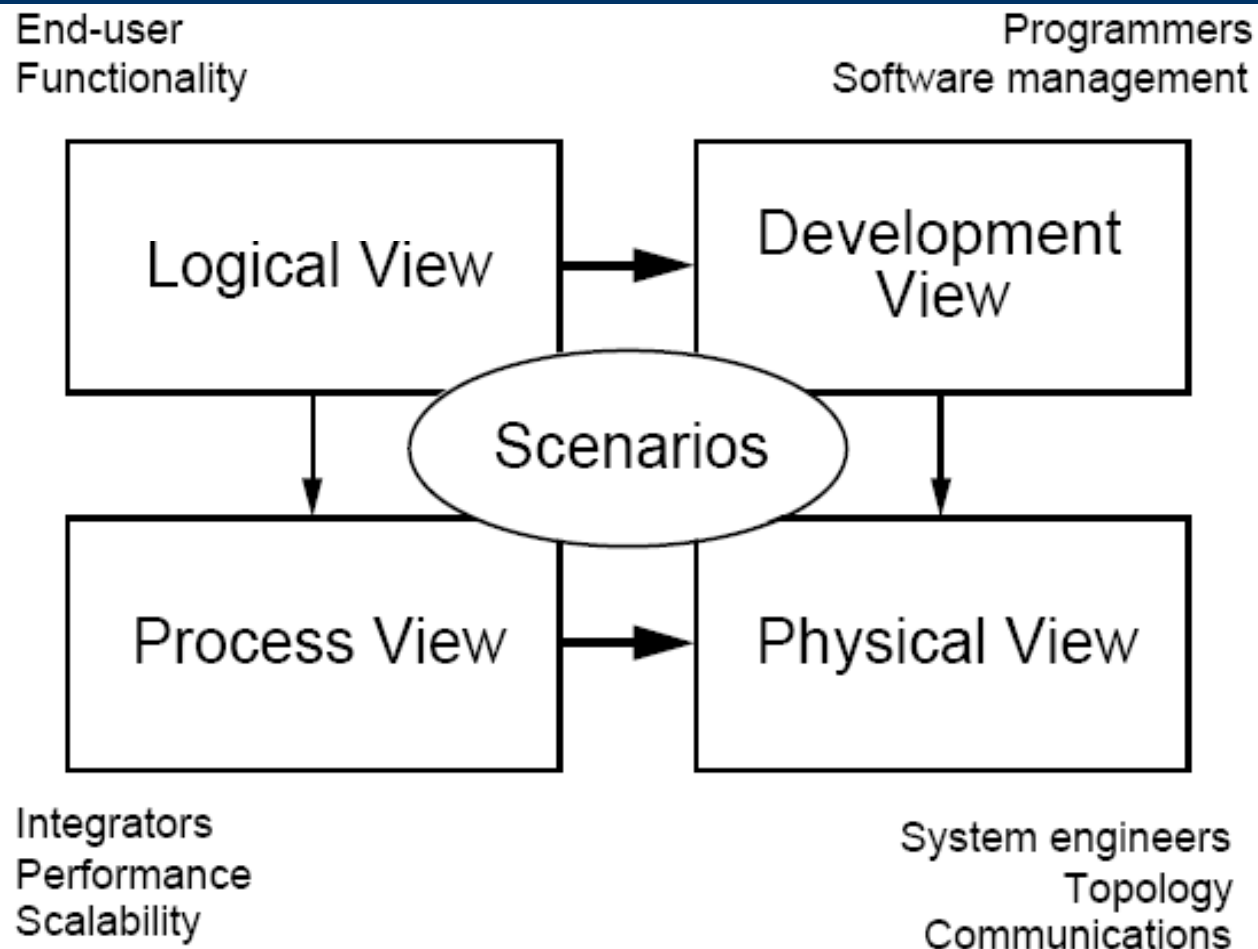 End-user
Functionality
Programmers
Software management
Logical View
Development
View
Scenarios
Process View
Physical View
Integrators
Performance
Scalability
System engineers
Topology
Communications